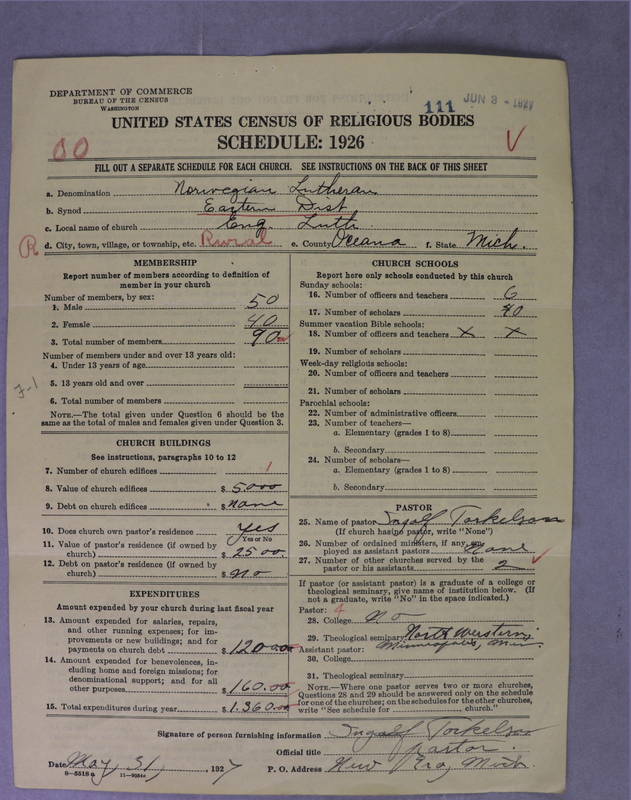 DEPARTMENT OF COMMERCE
BUREAU OF THE CENSUS
WASHINGTON
111 JUN 3 - 1927
UNITED STATES CENSUS OF RELIGIOUS BODIES
00 SCHEDULE: 1926 V
FILL OUT A SEPARATE SCHEDULE FOR EACH CHURCH. SEE INSTRUCTIONS ON THE BACK OF THIS SHEET
a. Denomination Norwegian Lutheran
b. Synod Eastern Dist.
c. Local name of church Eng. Luth.
R d. City, town, village, or township, etc. Rural e. County Oceana f. State Mich.
MEMBERSHIP
Report number of members according to definition of
member in your church
Number of members, by sex:
1. Male 50
2. Female 40
3. Total number of members 90
Number of members under and over 13 years old:
4. Under 13 years of age
5. 13 years old and over
6. Total number of members
NOTE.—The total given under Question 6 should be
same as the total of males and females given under Question 3.
7-1
CHURCH BUILDINGS
See instructions, paragraphs 10 to 12
7. Number of church edifices 1
8. Value of church edifices $ 5000
9. Debt on church edifices $ none
10. Does church own pastor's residence yes
Yes or No
11. Value of pastor's residence (if owned by
church) $ 2500.
12. Debt on pastor's residence (if owned by
church) $ no
EXPENDITURES
Amount expended by your church during last fiscal year
13. Amount expended for salaries, repairs,
and other running expenses; for im-
provements or new buildings; and for
payments on church debt $ 1200.00
14. Amount expended for benevolences, in-
cluding home and foreign missions; for
denominational support; and for all
other purposes $ 160.00
15. Total expenditures during year $ 1.360.00
CHURCH SCHOOLS
Report here only schools conducted by this church
Sunday schools:
16. Number of officers and teachers 6
17. Number of scholars 40
Summer vacation Bible schools:
18. Number of officers and teachers X X
19. Number of scholars
Week-day religious schools:
20. Number of officers and teachers
21. Number of scholars
Parochial schools:
22. Number of administrative officers
23. Number of teachers—
a. Elementary (grades 1 to 8)
b. Secondary
24. Number of scholars—
a. Elementary (grades 1 to 8)
b. Secondary
PASTOR
25. Name of pastor Ingolf Torkelson
(If church has no pastor, write "None")
26. Number of ordained ministers, if any, em-
ployed as assistant pastors None
27. Number of other churches served by the
pastor or his assistants 2
If pastor (or assistant pastor) is a graduate of a college or
theological seminary, give name of institution below. (If
not a graduate, write "No" in the space indicated.)
Pastor: 4
28. College No
29. Theological seminary North Western
Assistant pastor: Minneapolis, Minn.
30. College
31. Theological seminary
NOTE.—Where one pastor serves two or more churches,
Questions 28 and 29 should be answered only on the schedule
for one of the churches; on the schedules for the other churches,
write "See schedule for church."
Signature of person furnishing information Ingolf Torkelson
Official title pastor.
Date May 31, 1927 P. O. Address New Era, Mich.